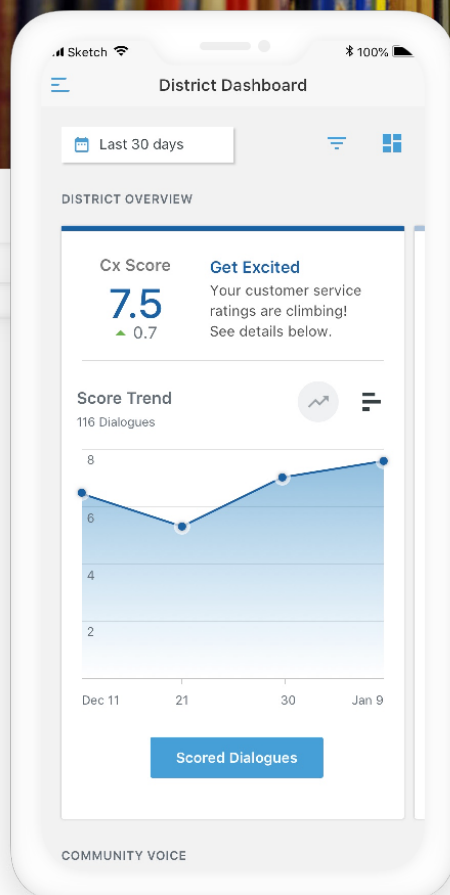 Sketch
100%
District Dashboard
Last 30 days
DISTRICT OVERVIEW
Cx Score
7.5
0.7
Get Excited
Your customer service
ratings are climbing!
See details below.
Score Trend
116 Dialogues
8
6
4
2
Dec 11
21
30
Jan 9
Scored Dialogues
COMMUNITY VOICE